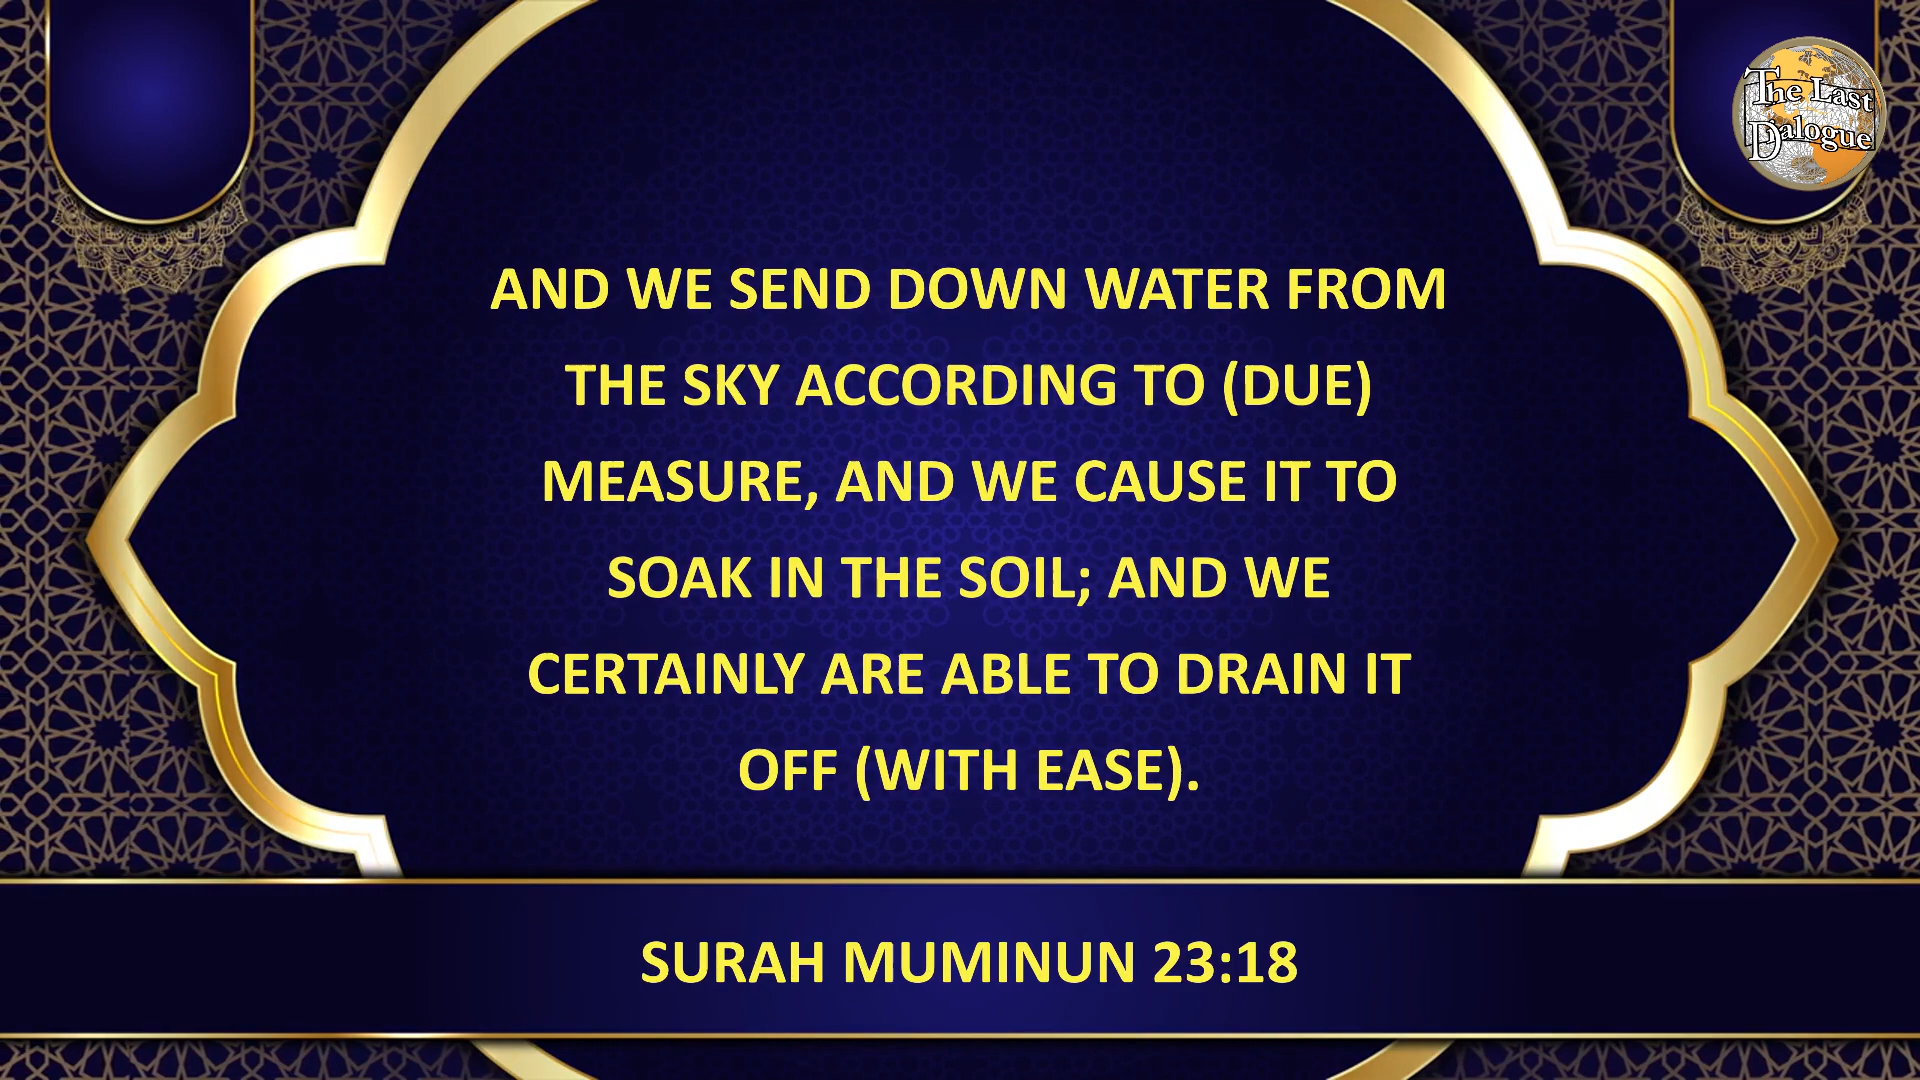 The Last
Dialogue
AND WE SEND DOWN WATER FROM
THE SKY ACCORDING TO (DUE)
MEASURE, AND WE CAUSE IT TO
SOAK IN THE SOIL; AND WE
CERTAINLY ARE ABLE TO DRAIN IT
OFF (WITH EASE).
SURAH MUMINUN 23:18